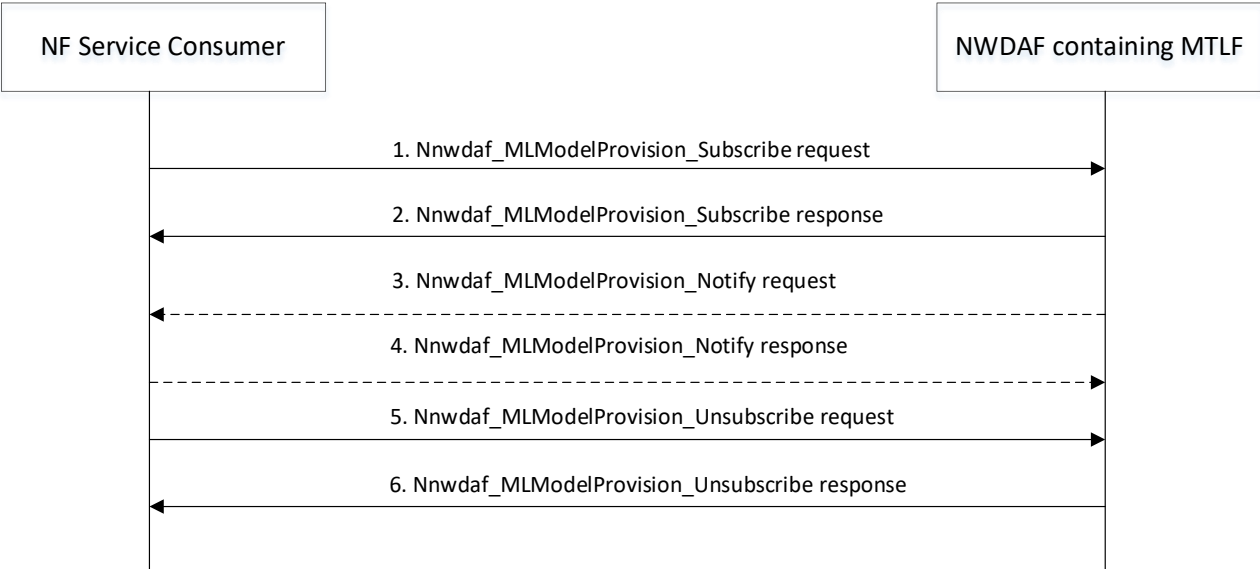 NF Service Consumer
NWDAF containing MTLF
1. Nnwdaf_MLModelProvision_Subscribe request
2. Nnwdaf_MLModelProvision_Subscribe response
3. Nnwdaf_MLModelProvision_Notify request
4. Nnwdaf_MLModelProvision_Notify response
5. Nnwdaf_MLModelProvision_Unsubscribe request
6. Nnwdaf_MLModelProvision_Unsubscribe response